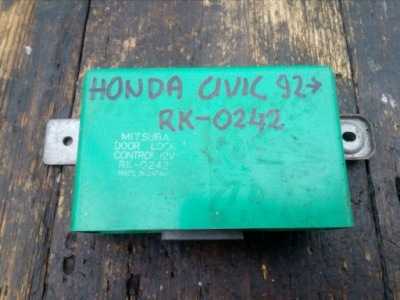 HONDA CIVIC 92→
RK-0242
MITSUBA
DOOR LOCK
CONTROL 12V
RK-0242
MADE IN JAPAN